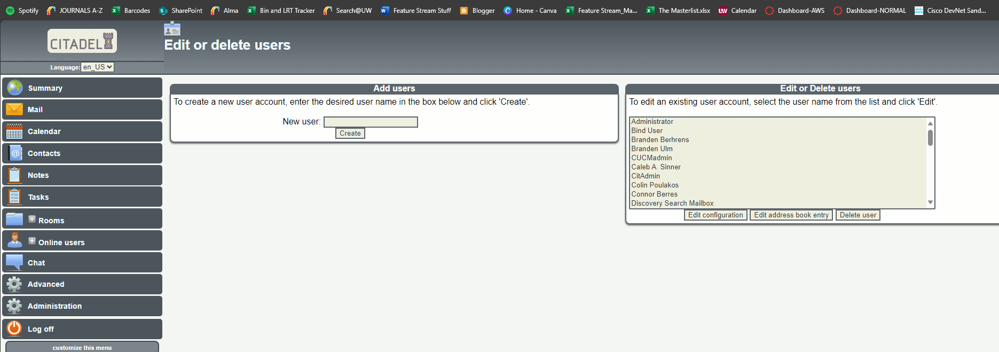 Spotify JOURNALS A-Z Barcodes SharePoint Alma Bin and LRT Tracker Search@UW Feature Stream Stuff Blogger Home - Canva Feature Stream_Ma... The Masterlist.xlsx Calendar Dashboard-AWS Dashboard-NORMAL Cisco DevNet Sand...
CITADEL
Edit or delete users
Language: en_US
Summary
Mail
Calendar
Contacts
Notes
Tasks
Rooms
Online users
Chat
Advanced
Administration
Log off
customize this menu
Add users
To create a new user account, enter the desired user name in the box below and click 'Create'.
New user:
Create
Edit or Delete users
To edit an existing user account, select the user name from the list and click 'Edit'.
Administrator
Bind User
Branden Berhrens
Branden Ulm
CUCMadmin
Caleb A. Sinner
CitAdmin
Colin Poulakos
Connor Berres
Discovery Search Mailbox
Edit configuration Edit address book entry Delete user